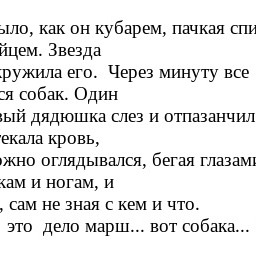 ыло, как он кубарем, пачкая спи
йцем. Звезда
кружила его.  Через минуту все
ся собак. Один
вый дядюшка слез и отпазанчил
екала кровь,
ожно оглядывался, бегая глазами
кам и ногам, и
, сам не зная с кем и что.
это  дело марш... вот собака...